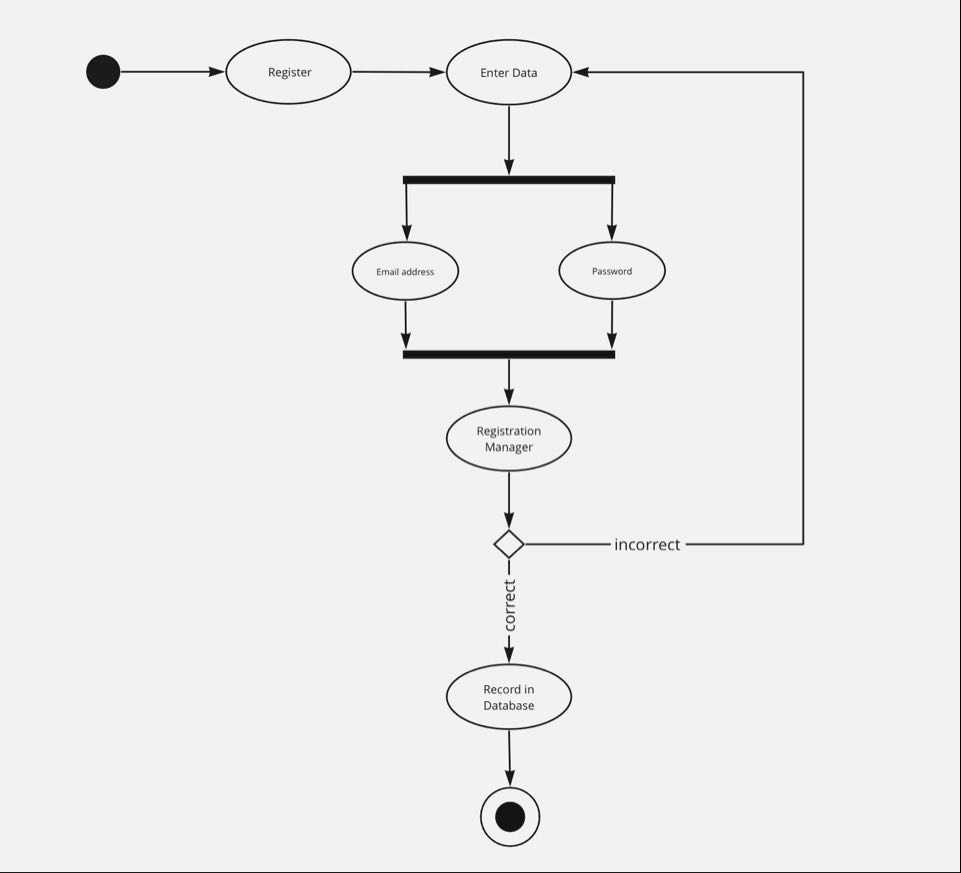 Register
Enter Data
Email address
Password
Registration
Manager
incorrect
correct
Record in
Database